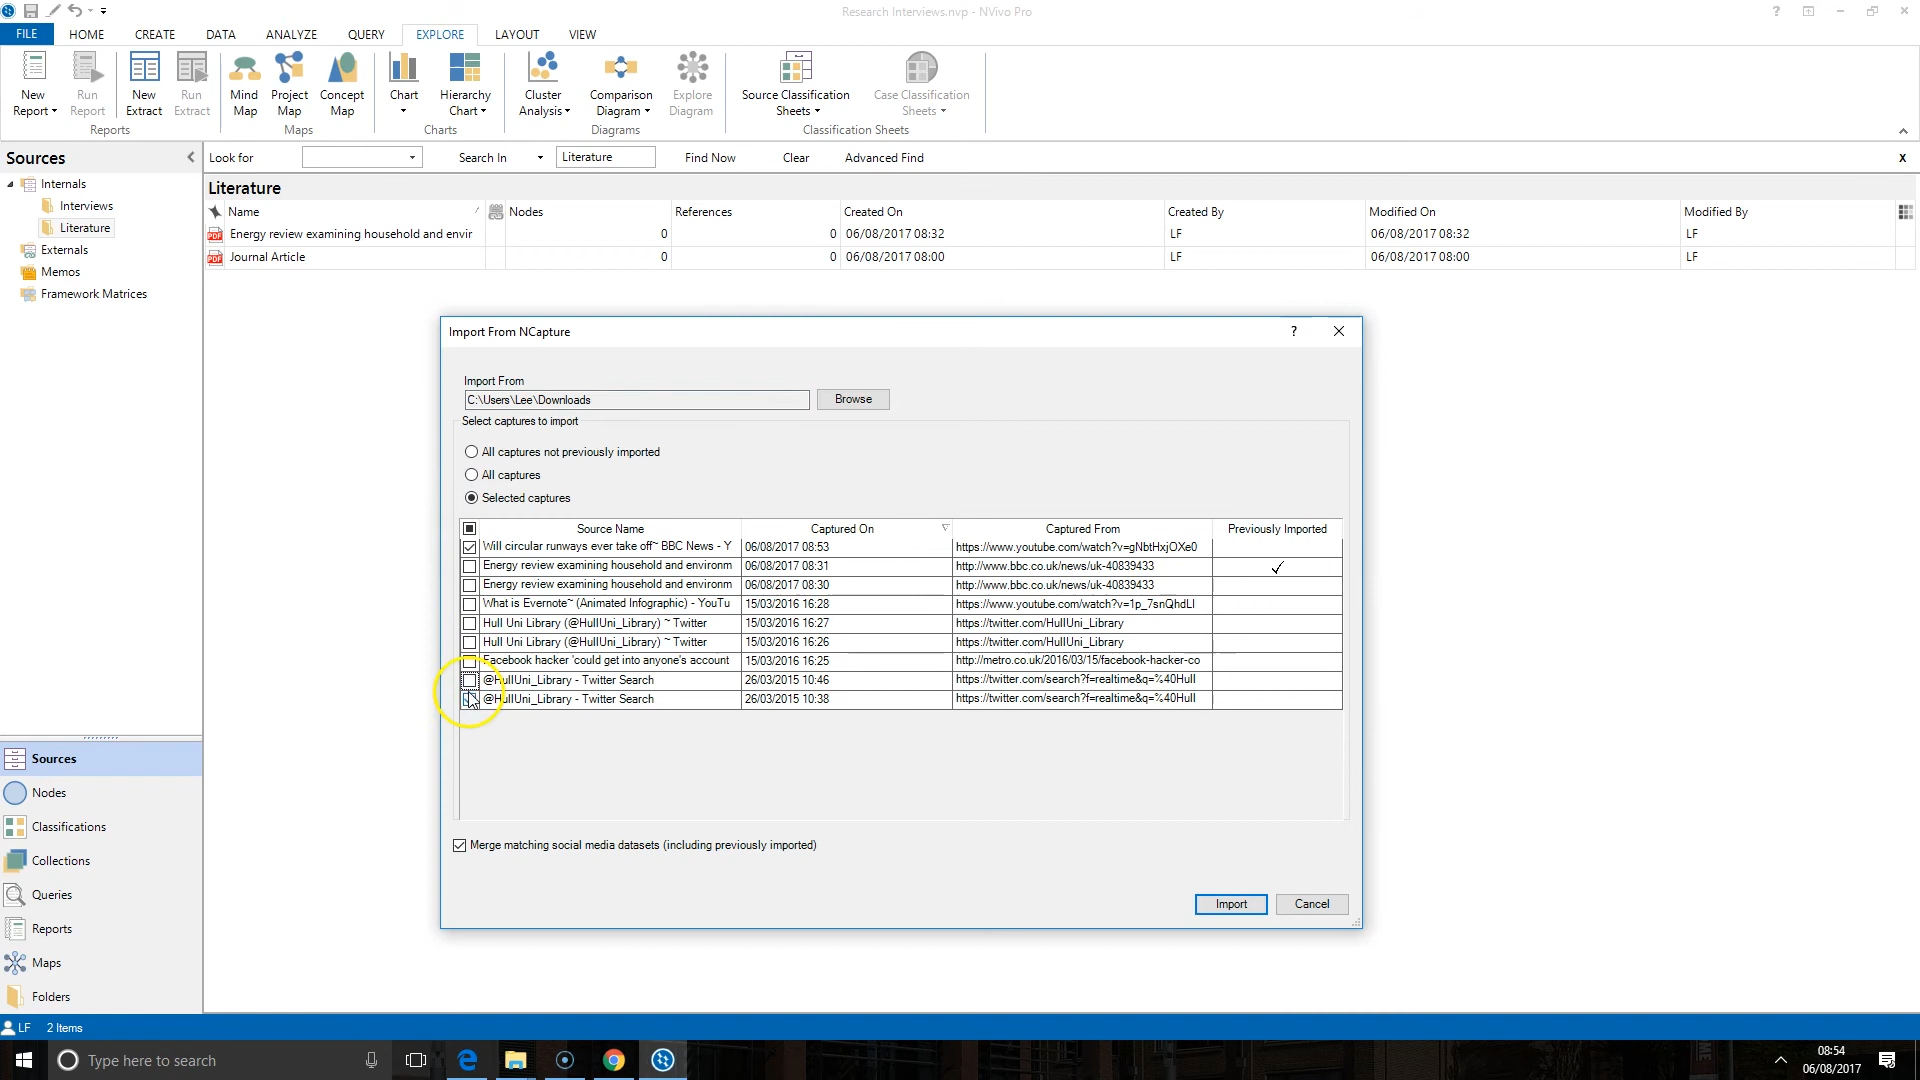 Research Interviews.nvp - NVivo Pro
?
FILE HOME CREATE DATA ANALYZE QUERY EXPLORE LAYOUT VIEW
New Report
Run Report
New Extract
Run Extract
Mind Map
Project Map
Concept Map
Chart
Hierarchy Chart
Cluster Analysis
Comparison Diagram
Explore Diagram
Source Classification Sheets
Case Classification Sheets
Reports Maps Charts Diagrams Classification Sheets
Sources
Look for Search In Literature Find Now Clear Advanced Find x
Internals
Interviews
Literature
Externals
Memos
Framework Matrices
Literature
Name Nodes References Created On Created By Modified On Modified By
PDF Energy review examining household and envir 0 0 06/08/2017 08:32 LF 06/08/2017 08:32 LF
PDF Journal Article 0 0 06/08/2017 08:00 LF 06/08/2017 08:00 LF
Import From NCapture ?
Import From
C:\Users\Lee\Downloads Browse
Select captures to import
All captures not previously imported
All captures
Selected captures
Source Name Captured On Captured From Previously Imported
Will circular runways ever take off~ BBC News - Y 06/08/2017 08:53 https://www.youtube.com/watch?v=gNbtHxjOXe0
Energy review examining household and environm 06/08/2017 08:31 http://www.bbc.co.uk/news/uk-40839433
Energy review examining household and environm 06/08/2017 08:30 http://www.bbc.co.uk/news/uk-40839433
What is Evernote~ (Animated Infographic) - YouTu 15/03/2016 16:28 https://www.youtube.com/watch?v=1p_7snQhdLI
Hull Uni Library (@HullUni_Library) ~ Twitter 15/03/2016 16:27 https://twitter.com/HullUni_Library
Hull Uni Library (@HullUni_Library) ~ Twitter 15/03/2016 16:26 https://twitter.com/HullUni_Library
Facebook hacker 'could get into anyone's account 15/03/2016 16:25 http://metro.co.uk/2016/03/15/facebook-hacker-co
@HullUni_Library - Twitter Search 26/03/2015 10:46 https://twitter.com/search?f=realtime&q=%40Hull
@HullUni_Library - Twitter Search 26/03/2015 10:38 https://twitter.com/search?f=realtime&q=%40Hull
Merge matching social media datasets (including previously imported)
Import Cancel
Sources
Nodes
Classifications
Collections
Queries
Reports
Maps
Folders
LF 2 Items
Type here to search
08:54
06/08/2017